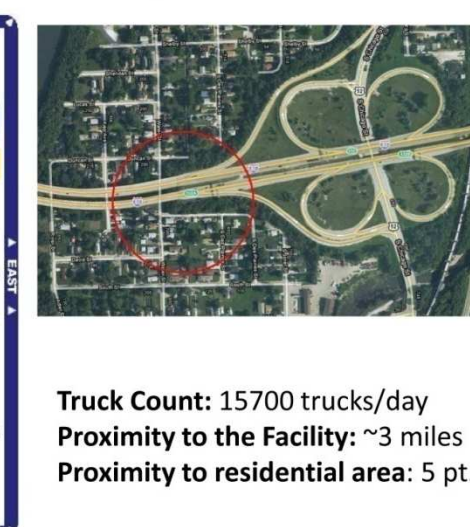 ▲ EAST ▲
Truck Count: 15700 trucks/day
Proximity to the Facility: ~3 miles
Proximity to residential area: 5 pt